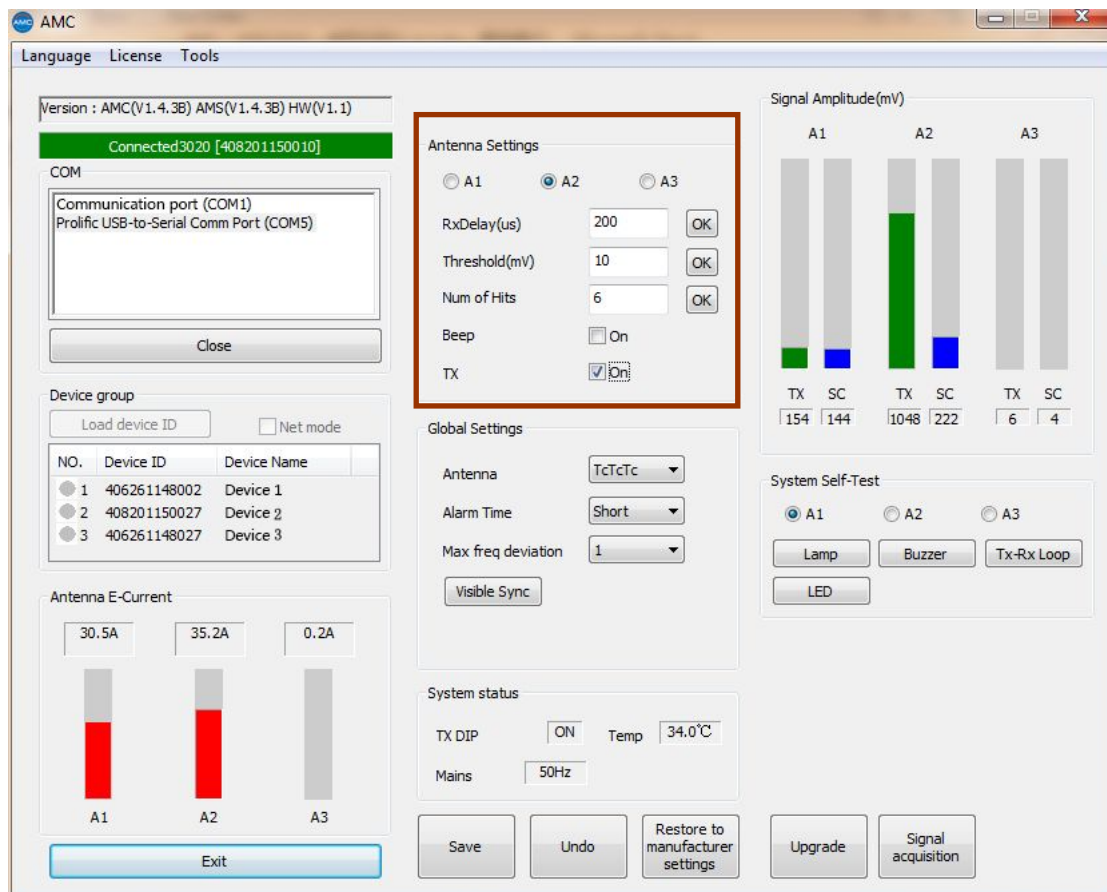 AMC AMC
Language License Tools
Version : AMC(V1.4.3B) AMS(V1.4.3B) HW(V1.1)
Connected3020 [408201150010]
COM
Communication port (COM1)
Prolific USB-to-Serial Comm Port (COM5)
Close
Device group
Load device ID
Net mode
NO. Device ID Device Name
1 406261148002 Device 1
2 408201150027 Device 2
3 406261148027 Device 3
Antenna E-Current
30.5A 35.2A 0.2A
A1 A2 A3
Exit
Antenna Settings
A1 A2 A3
RxDelay(us) 200 OK
Threshold(mV) 10 OK
Num of Hits 6 OK
Beep On
TX On
Global Settings
Antenna TcTcTc
Alarm Time Short
Max freq deviation 1
Visible Sync
System status
TX DIP ON Temp 34.0℃
Mains 50Hz
Save Undo Restore to
manufacturer
settings
Signal Amplitude(mV)
A1 A2 A3
TX SC TX SC TX SC
154 144 1048 222 6 4
System Self-Test
A1 A2 A3
Lamp Buzzer Tx-Rx Loop
LED
Upgrade Signal
acquisition